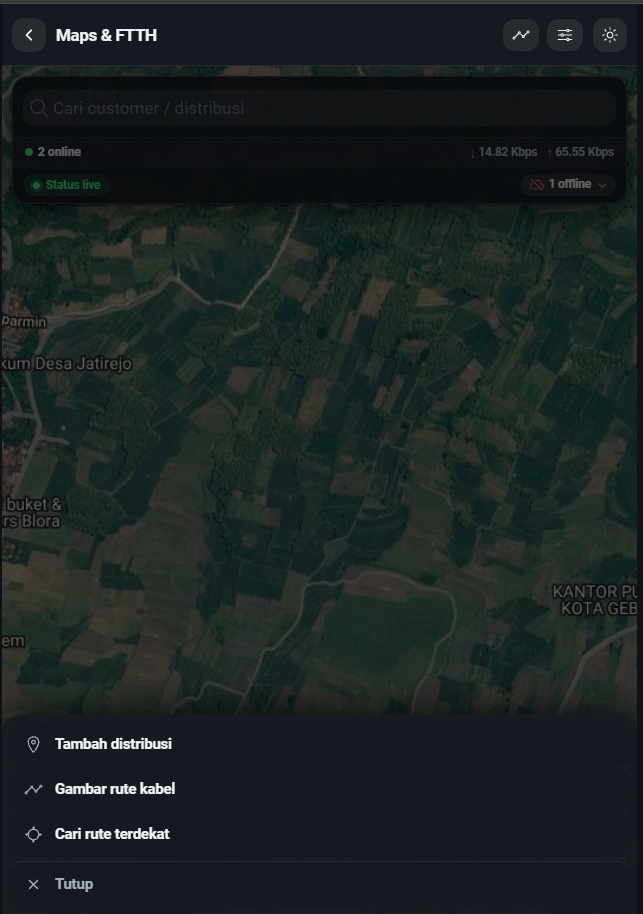 Maps & FTTH
Cari customer / distribusi
2 online
↓ 14.82 Kbps ↑ 65.55 Kbps
Status live
1 offline
Parmin
kum Desa Jatirejo
buket &
rs Blora
KANTOR PU
KOTA GEB
em
Tambah distribusi
Gambar rute kabel
Cari rute terdekat
Tutup